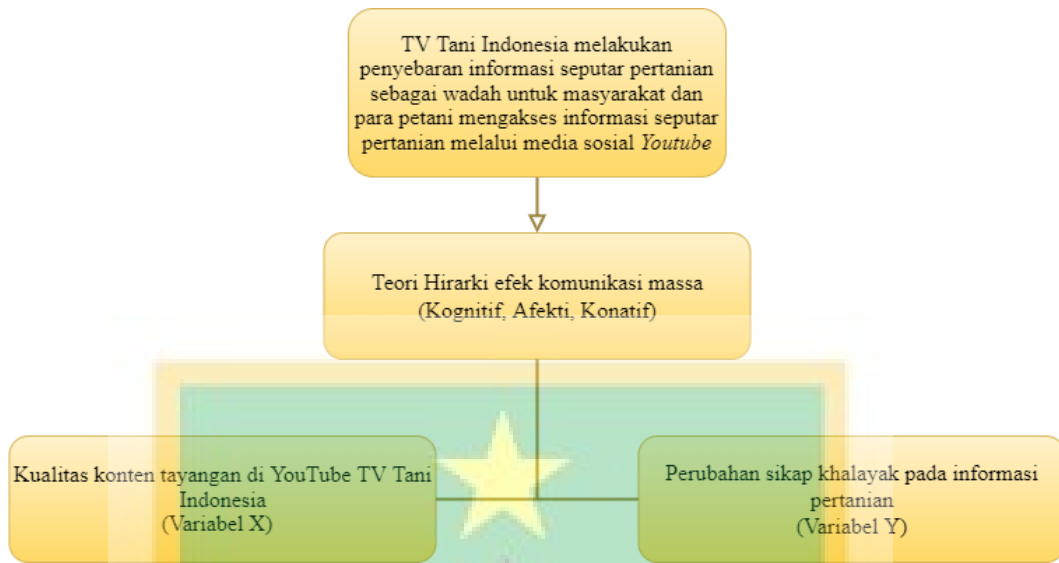 TV Tani Indonesia melakukan
penyebaran informasi seputar pertanian
sebagai wadah untuk masyarakat dan
para petani mengakses informasi seputar
pertanian melalui media sosial Youtube
Teori Hirarki efek komunikasi massa
(Kognitif, Afekti, Konatif)
Kualitas konten tayangan di YouTube TV Tani
Indonesia
(Variabel X)
Perubahan sikap khalayak pada informasi
pertanian
(Variabel Y)